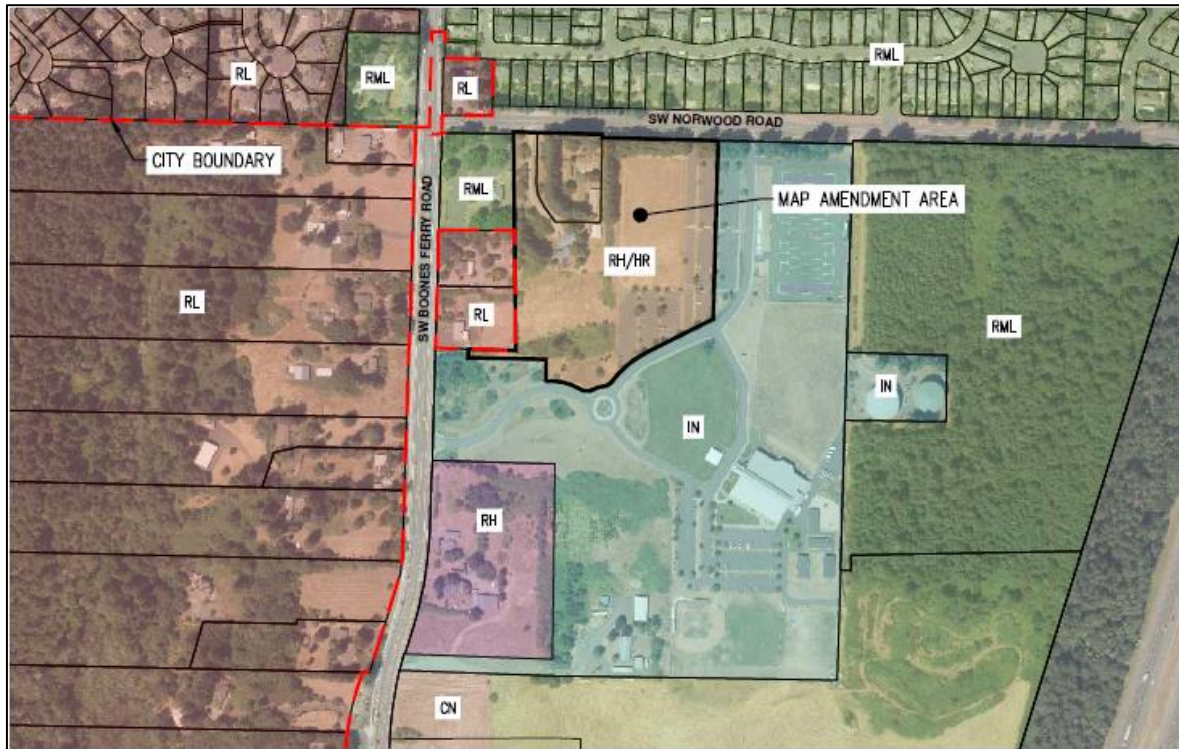 RML
RL
RML
RL
SW NORWOOD ROAD
CITY BOUNDARY
SW BOONES FERRY ROAD
RML
MAP AMENDMENT AREA
RH/HR
RL
RL
RML
IN
IN
RH
CN